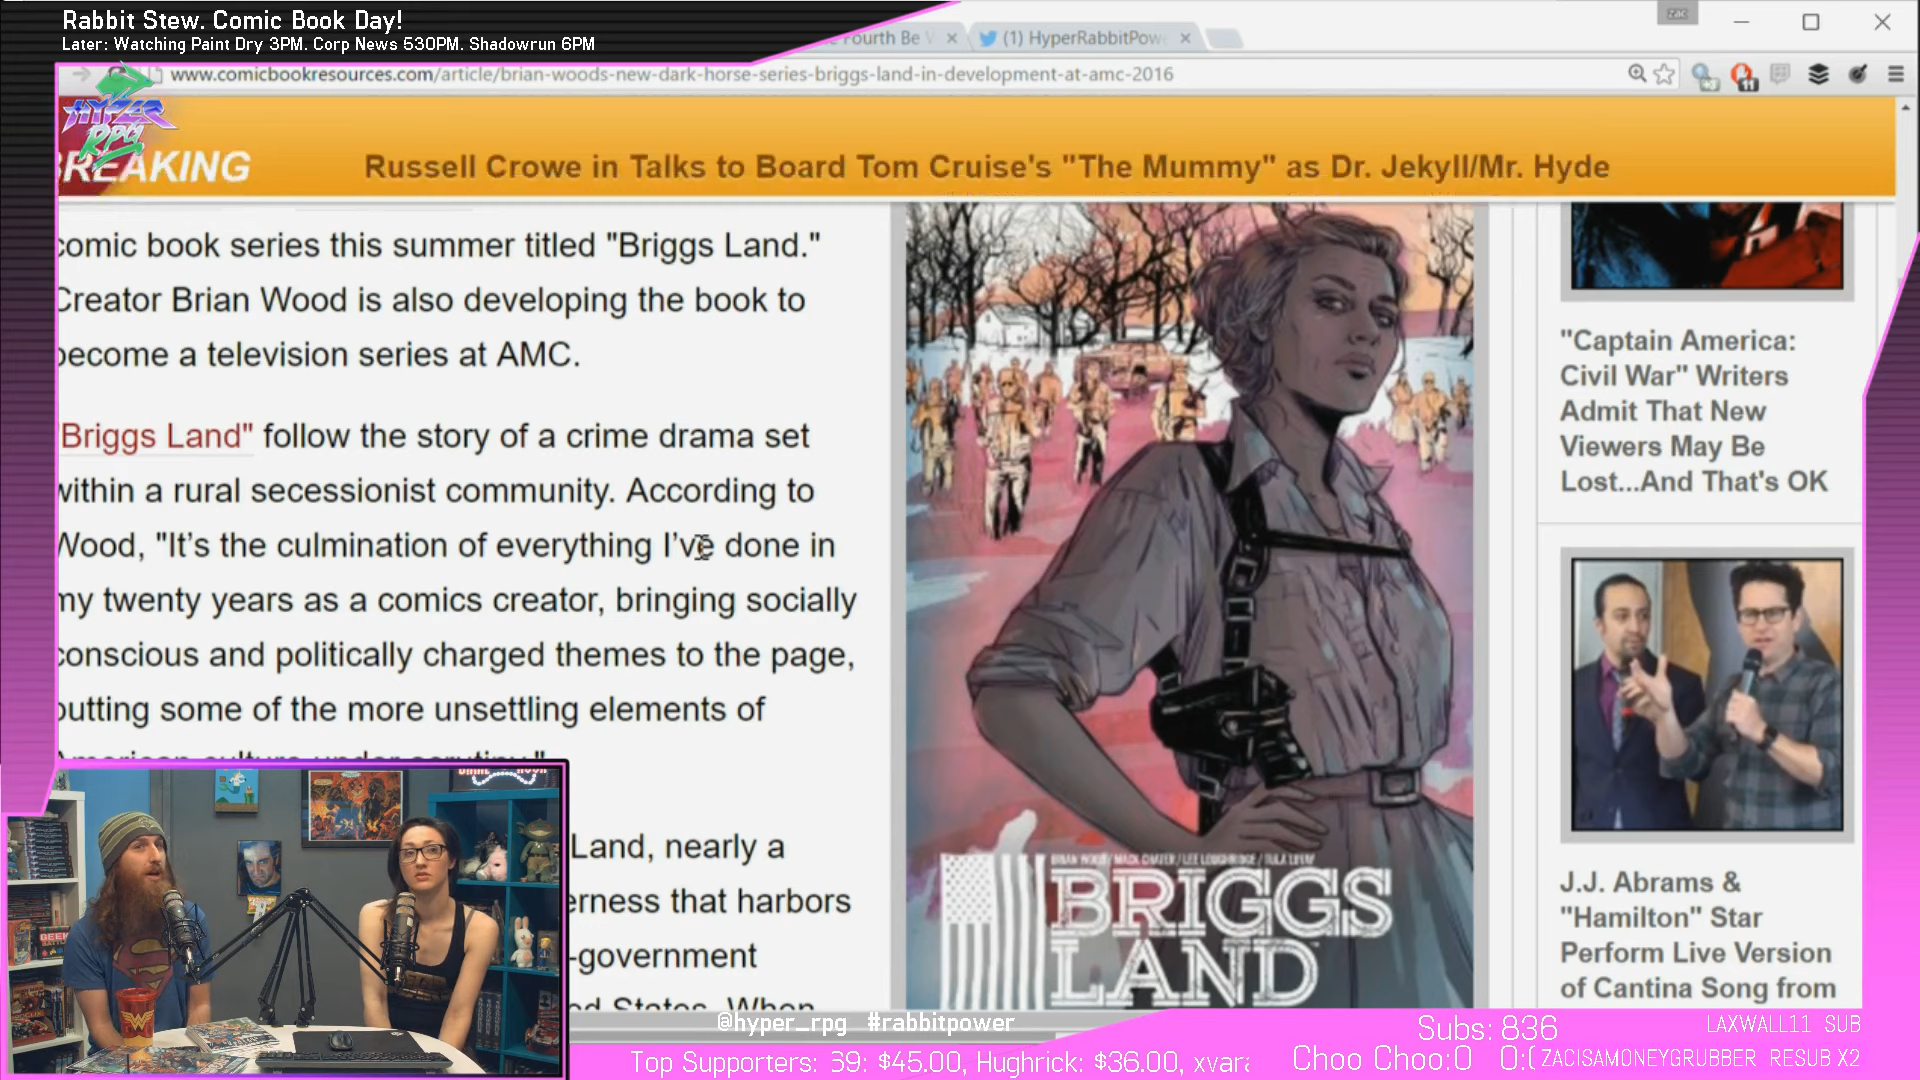 Rabbit Stew. Comic Book Day!
Later: Watching Paint Dry 3PM. Corp News 530PM. Shadowrun 6PM
Fourth Be V
(1) HyperRabbitPow
zac
www.comicbookresources.com/article/brian-woods-new-dark-horse-series-briggs-land-in-development-at-amc-2016
HYPER
RPG
BREAKING
Russell Crowe in Talks to Board Tom Cruise's "The Mummy" as Dr. Jekyll/Mr. Hyde
comic book series this summer titled "Briggs Land."
Creator Brian Wood is also developing the book to
become a television series at AMC.
"Briggs Land" follow the story of a crime drama set
within a rural secessionist community. According to
Wood, "It's the culmination of everything I've done in
my twenty years as a comics creator, bringing socially
conscious and politically charged themes to the page,
putting some of the more unsettling elements of
American culture under scrutiny."
Land, nearly a
erness that harbors
-government
ed States. When
BRIAN WOOD / MACK CHATER / LEE LOUGHRIDGE / TULA LOTAY
BRIGGS
LAND
"Captain America:
Civil War" Writers
Admit That New
Viewers May Be
Lost...And That's OK
J.J. Abrams &
"Hamilton" Star
Perform Live Version
of Cantina Song from
@hyper_rpg #rabbitpower
Subs: 836
LAXWALL11 SUB
Top Supporters: 39: $45.00, Hughrick: $36.00, xvara
Choo Choo:0 0:(
ZACISAMONEYGRUBBER RESUB X2